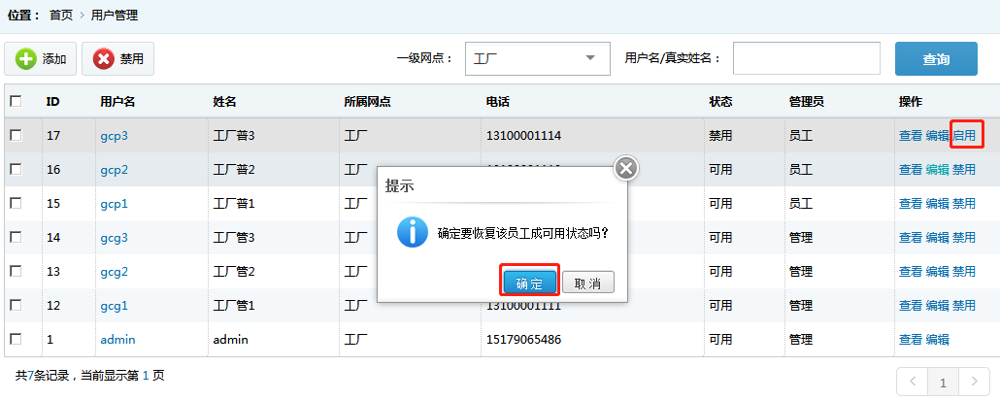 位置： 首页 > 用户管理
添加 禁用 一级网点： 工厂 用户名/真实姓名： 查询
ID 用户名 姓名 所属网点 电话 状态 管理员 操作
17 gcp3 工厂普3 工厂 13100001114 禁用 员工 查看 编辑 启用
16 gcp2 工厂普2 工厂 可用 员工 查看 编辑 禁用
15 gcp1 工厂普1 工厂 可用 员工 查看 编辑 禁用
14 gcg3 工厂管3 工厂 可用 管理 查看 编辑 禁用
13 gcg2 工厂管2 工厂 可用 管理 查看 编辑 禁用
12 gcg1 工厂管1 工厂 13100001111 可用 管理 查看 编辑 禁用
1 admin admin 工厂 15179065486 可用 管理 查看 编辑
提示
确定要恢复该员工成可用状态吗?
确定 取消
共7条记录，当前显示第 1 页
< 1 >